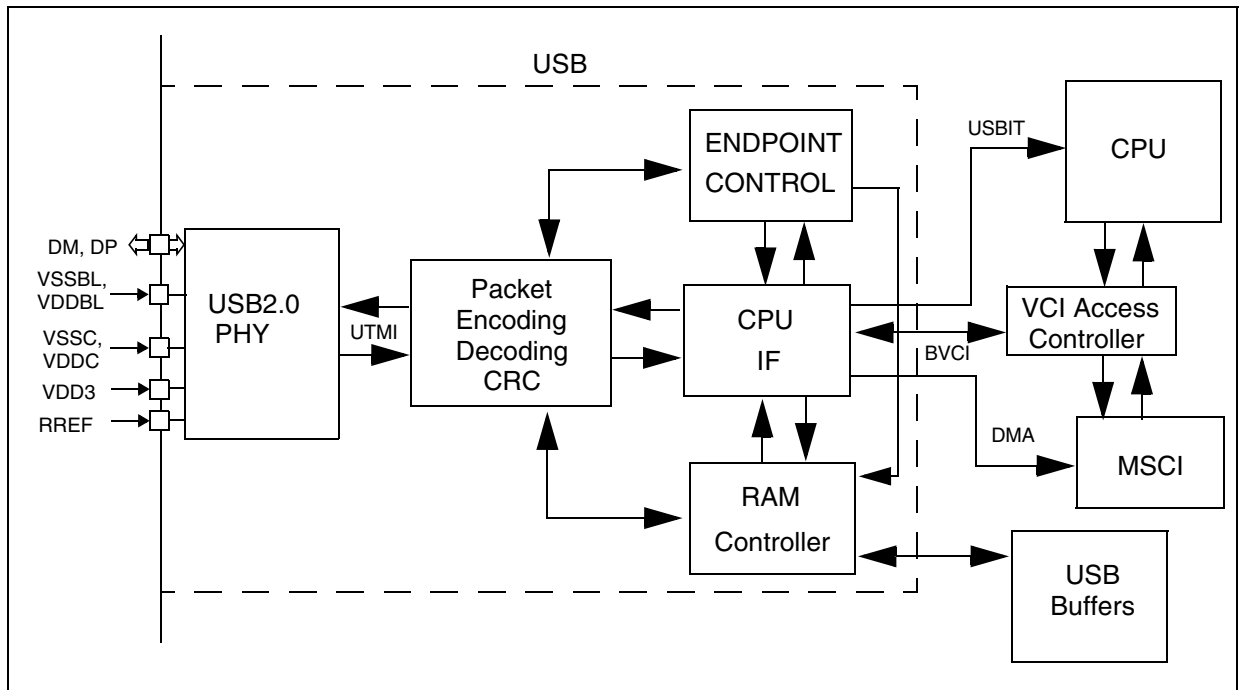 USB
DM, DP
VSSBL,
VDDBL
VSSC,
VDDC
VDD3
RREF
USB2.0
PHY
UTMI
Packet
Encoding
Decoding
CRC
ENDPOINT
CONTROL
CPU
IF
RAM
Controller
USBIT
BVCI
DMA
CPU
VCI Access
Controller
MSCI
USB
Buffers